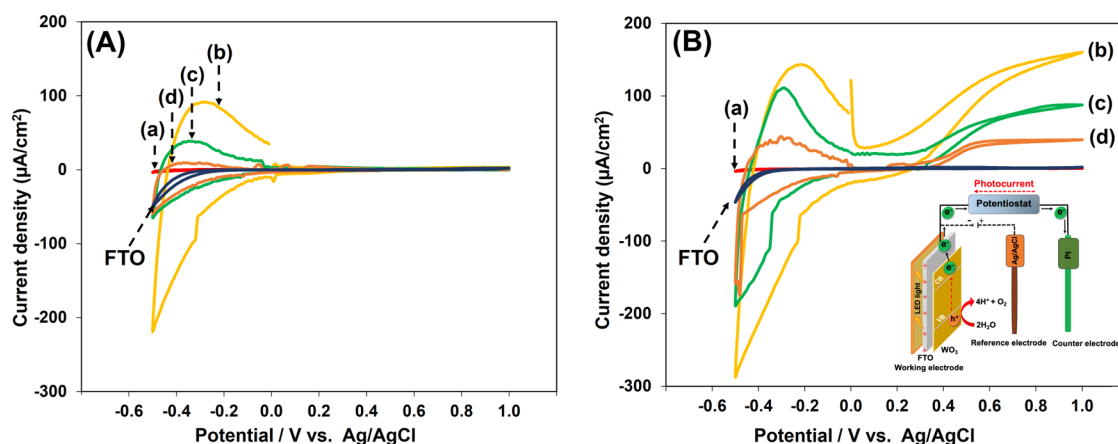 (A)
200
100
0
-100
-200
-300
-0.6
-0.4
-0.2
0.0
0.2
0.4
0.6
0.8
1.0
Current density (µA/cm²)
Potential / V vs. Ag/AgCl
(a)
(d)
(c)
(b)
FTO
(B)
200
100
0
-100
-200
-300
-0.6
-0.4
-0.2
0.0
0.2
0.4
0.6
0.8
1.0
Current density (µA/cm²)
Potential / V vs. Ag/AgCl
(a)
(b)
(c)
(d)
FTO
Photocurrent
Potentiostat
e⁻
e⁻
- +
e⁻
e⁻
LED light
CB
VB
h⁺
4H⁺ + O₂
2H₂O
Ag/AgCl
Pt
FTO
WO₃
Working electrode
Reference electrode
Counter electrode